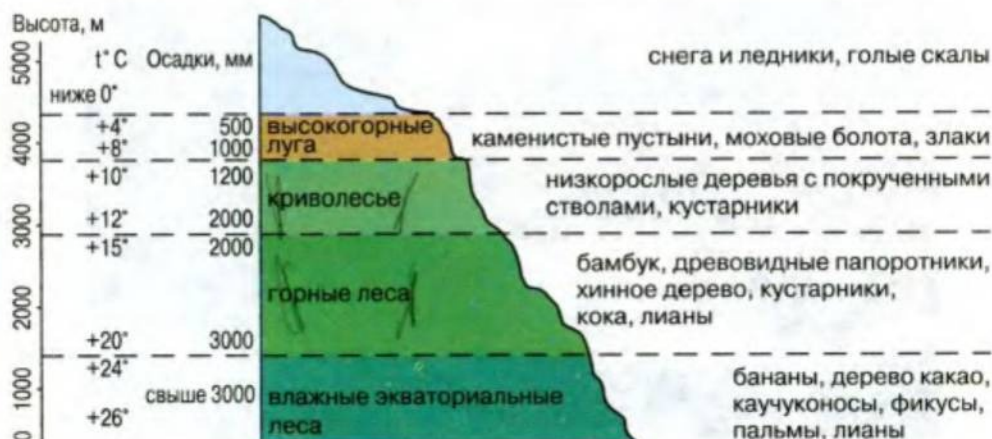 Высота, м
t° C Осадки, мм
снега и ледники, голые скалы
5000
ниже 0°
+4° 500 высокогорные
4000 +8° 1000 луга
каменистые пустыни, моховые болота, злаки
+10° 1200
криволесье
низкорослые деревья с покрученными
стволами, кустарники
3000 +12° 2000
+15° 2000
бамбук, древовидные папоротники,
хинное дерево, кустарники,
кока, лианы
горные леса
2000
+20° 3000
+24°
1000 свыше 3000 влажные экваториальные
леса
+26°
бананы, дерево какао,
каучуконосы, фикусы,
пальмы, лианы
0